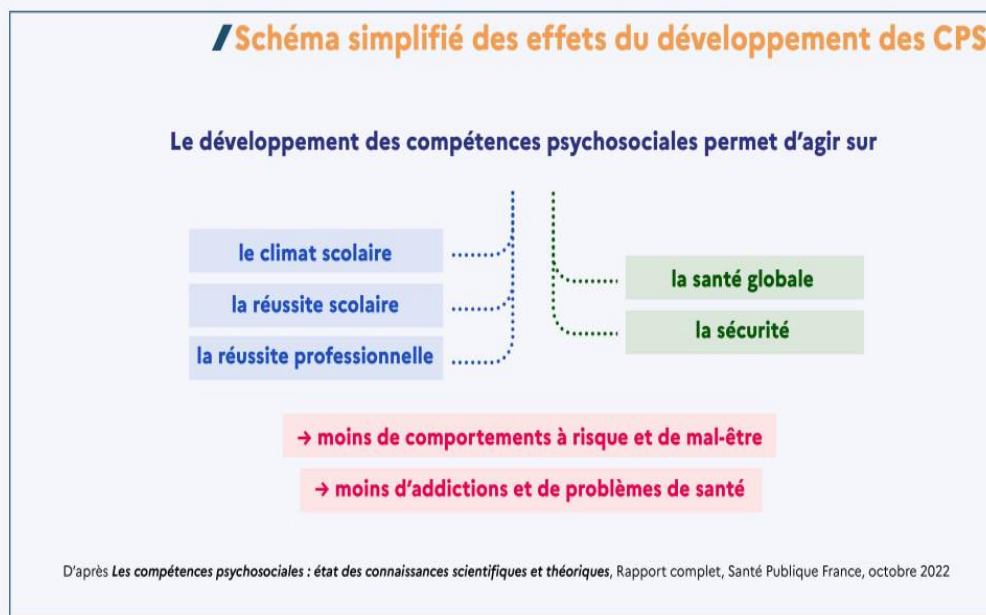 Schéma simplifié des effets du développement des CPS
Le développement des compétences psychosociales permet d'agir sur
le climat scolaire
la réussite scolaire
la réussite professionnelle
la santé globale
la sécurité
→ moins de comportements à risque et de mal-être
→ moins d'addictions et de problèmes de santé
D'après Les compétences psychosociales : état des connaissances scientifiques et théoriques, Rapport complet, Santé Publique France, octobre 2022